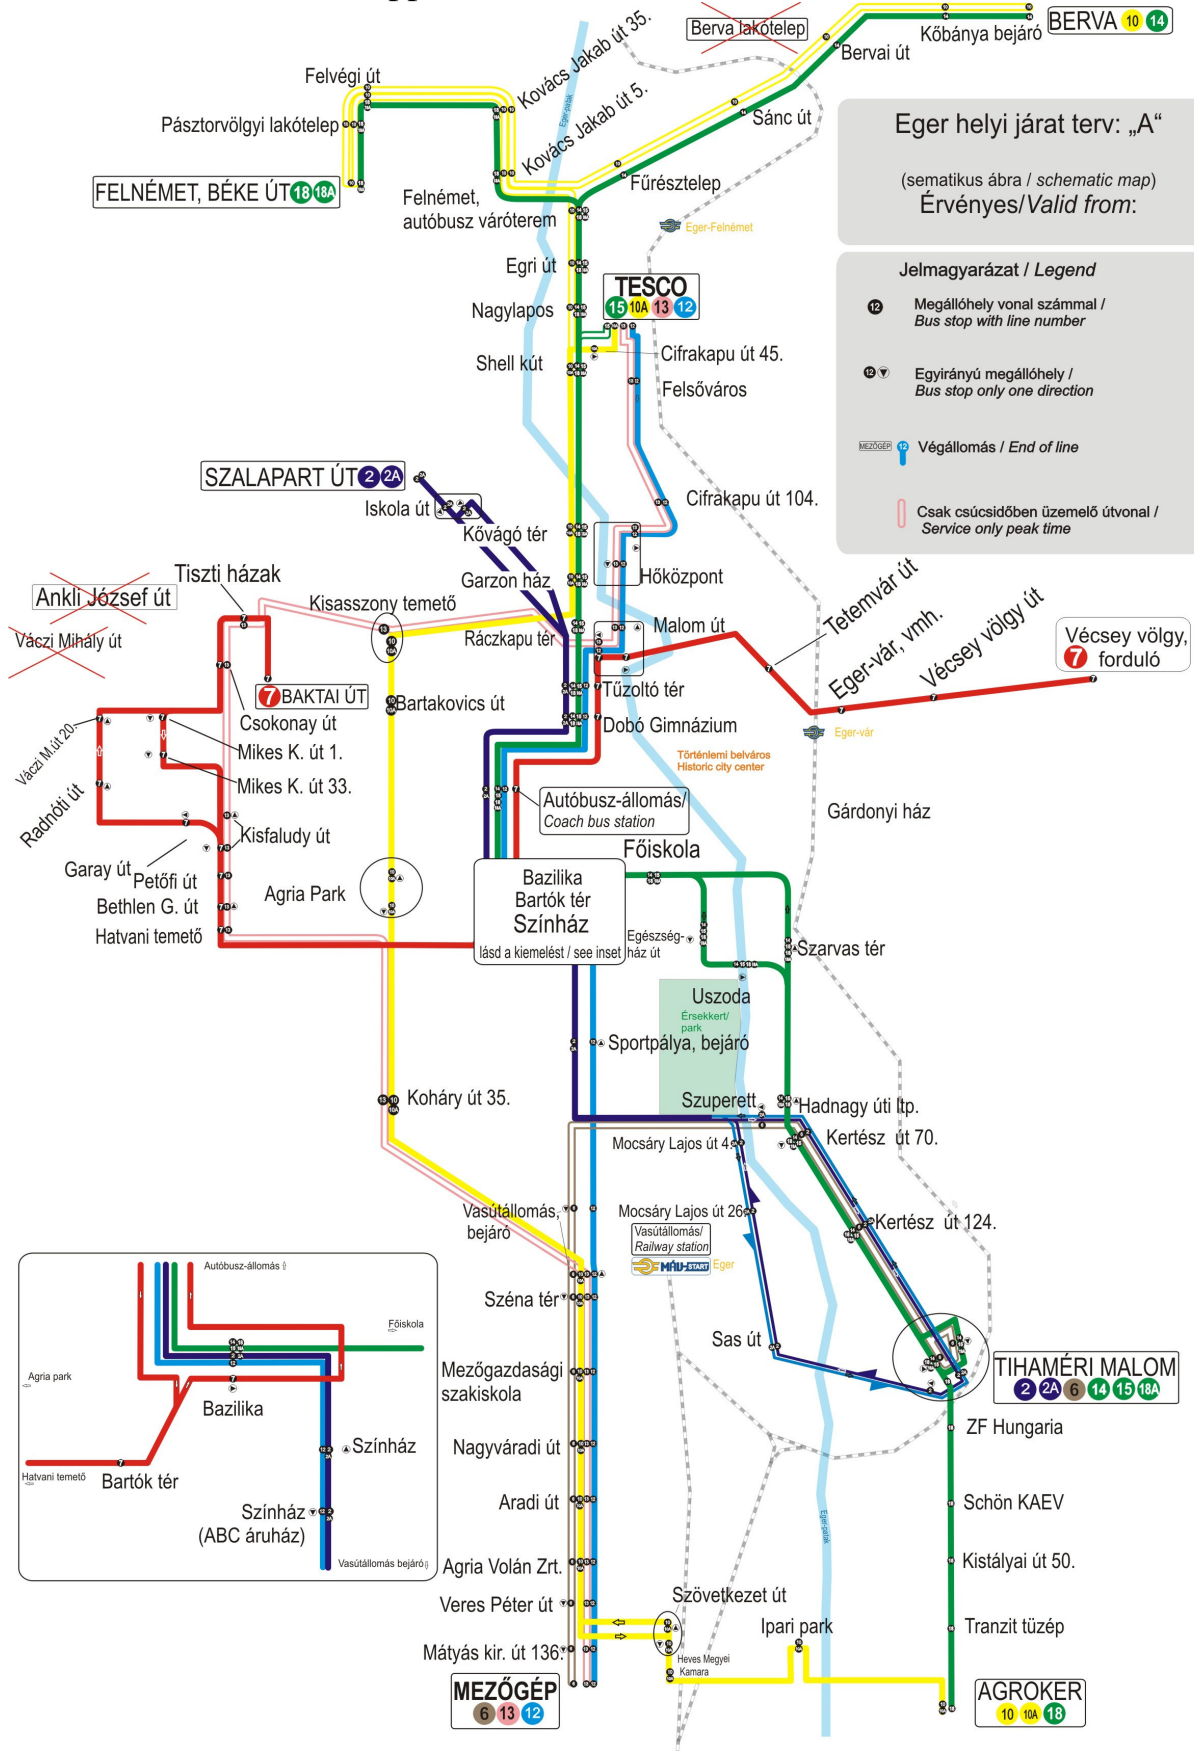 Berva lakótelep
BERVA 10 14
Kőbánya bejáró
Bervai út
Kovács Jakab út 35.
Felvégi út
Kovács Jakab út 5.
Pásztorvölgyi lakótelep
Sánc út
Eger-patak
FELNÉMET, BÉKE ÚT 18 18A
Fűrésztelep
Felnémet,
autóbusz váróterem
Eger-Felnémet
Egri út
Nagylapos
TESCO
15 10A 13 12
Shell kút
Cifrakapu út 45.
Felsőváros
Eger helyi járat terv: „A“
(sematikus ábra / schematic map)
Érvényes/Valid from:
Jelmagyarázat / Legend
12
Megállóhely vonal számmal /
Bus stop with line number
12
Egyirányú megállóhely /
Bus stop only one direction
MEZŐGÉP 12 Végállomás / End of line
Csak csúcsidőben üzemelő útvonal /
Service only peak time
SZALAPART ÚT 2 2A
Iskola út
Kővágó tér
Cifrakapu út 104.
Garzon ház
Hőközpont
Tiszti házak
Ankli József út
Kisasszony temető
Váczi Mihály út
Ráczkapu tér
Malom út
Tetemvár út
Eger-vár, vmh.
Vécsey völgy út
Vécsey völgy,
7 forduló
7 BAKTAI ÚT
Bartakovics út
Tűzoltó tér
Csokonay út
Dobó Gimnázium
Eger-vár
Váczi M.út 20.
Mikes K. út 1.
Történlemi belváros
Historic city center
Mikes K. út 33.
Autóbusz-állomás/
Coach bus station
Gárdonyi ház
Radnóti út
Kisfaludy út
Főiskola
Garay út
Petőfi út
Agria Park
Bethlen G. út
Hatvani temető
Bazilika
Bartók tér
Színház
lásd a kiemelést / see inset
Egészség-
ház út
Szarvas tér
Uszoda
Érsekkert/
park
Sportpálya, bejáró
Koháry út 35.
Szuperett
Hadnagy úti ltp.
Kertész út 70.
Mocsáry Lajos út 4.
Vasútállomás,
bejáró
Mocsáry Lajos út 26.
Kertész út 124.
Vasútállomás/
Railway station
MÁV-START Eger
Széna tér
Sas út
Mezőgazdasági
szakiskola
TIHAMÉRI MALOM
2 2A 6 14 15 18A
ZF Hungaria
Nagyváradi út
Aradi út
Schön KAEV
Eger-patak
Agria Volán Zrt.
Kistályai út 50.
Veres Péter út
Szövetkezet út
Ipari park
Tranzit tüzép
Mátyás kir. út 136.
Heves Megyei
Kamara
MEZŐGÉP
6 13 12
AGROKER
10 10A 18
Autóbusz-állomás
Főiskola
Agria park
Bazilika
Színház
Hatvani temető
Bartók tér
Színház
(ABC áruház)
Vasútállomás bejáró